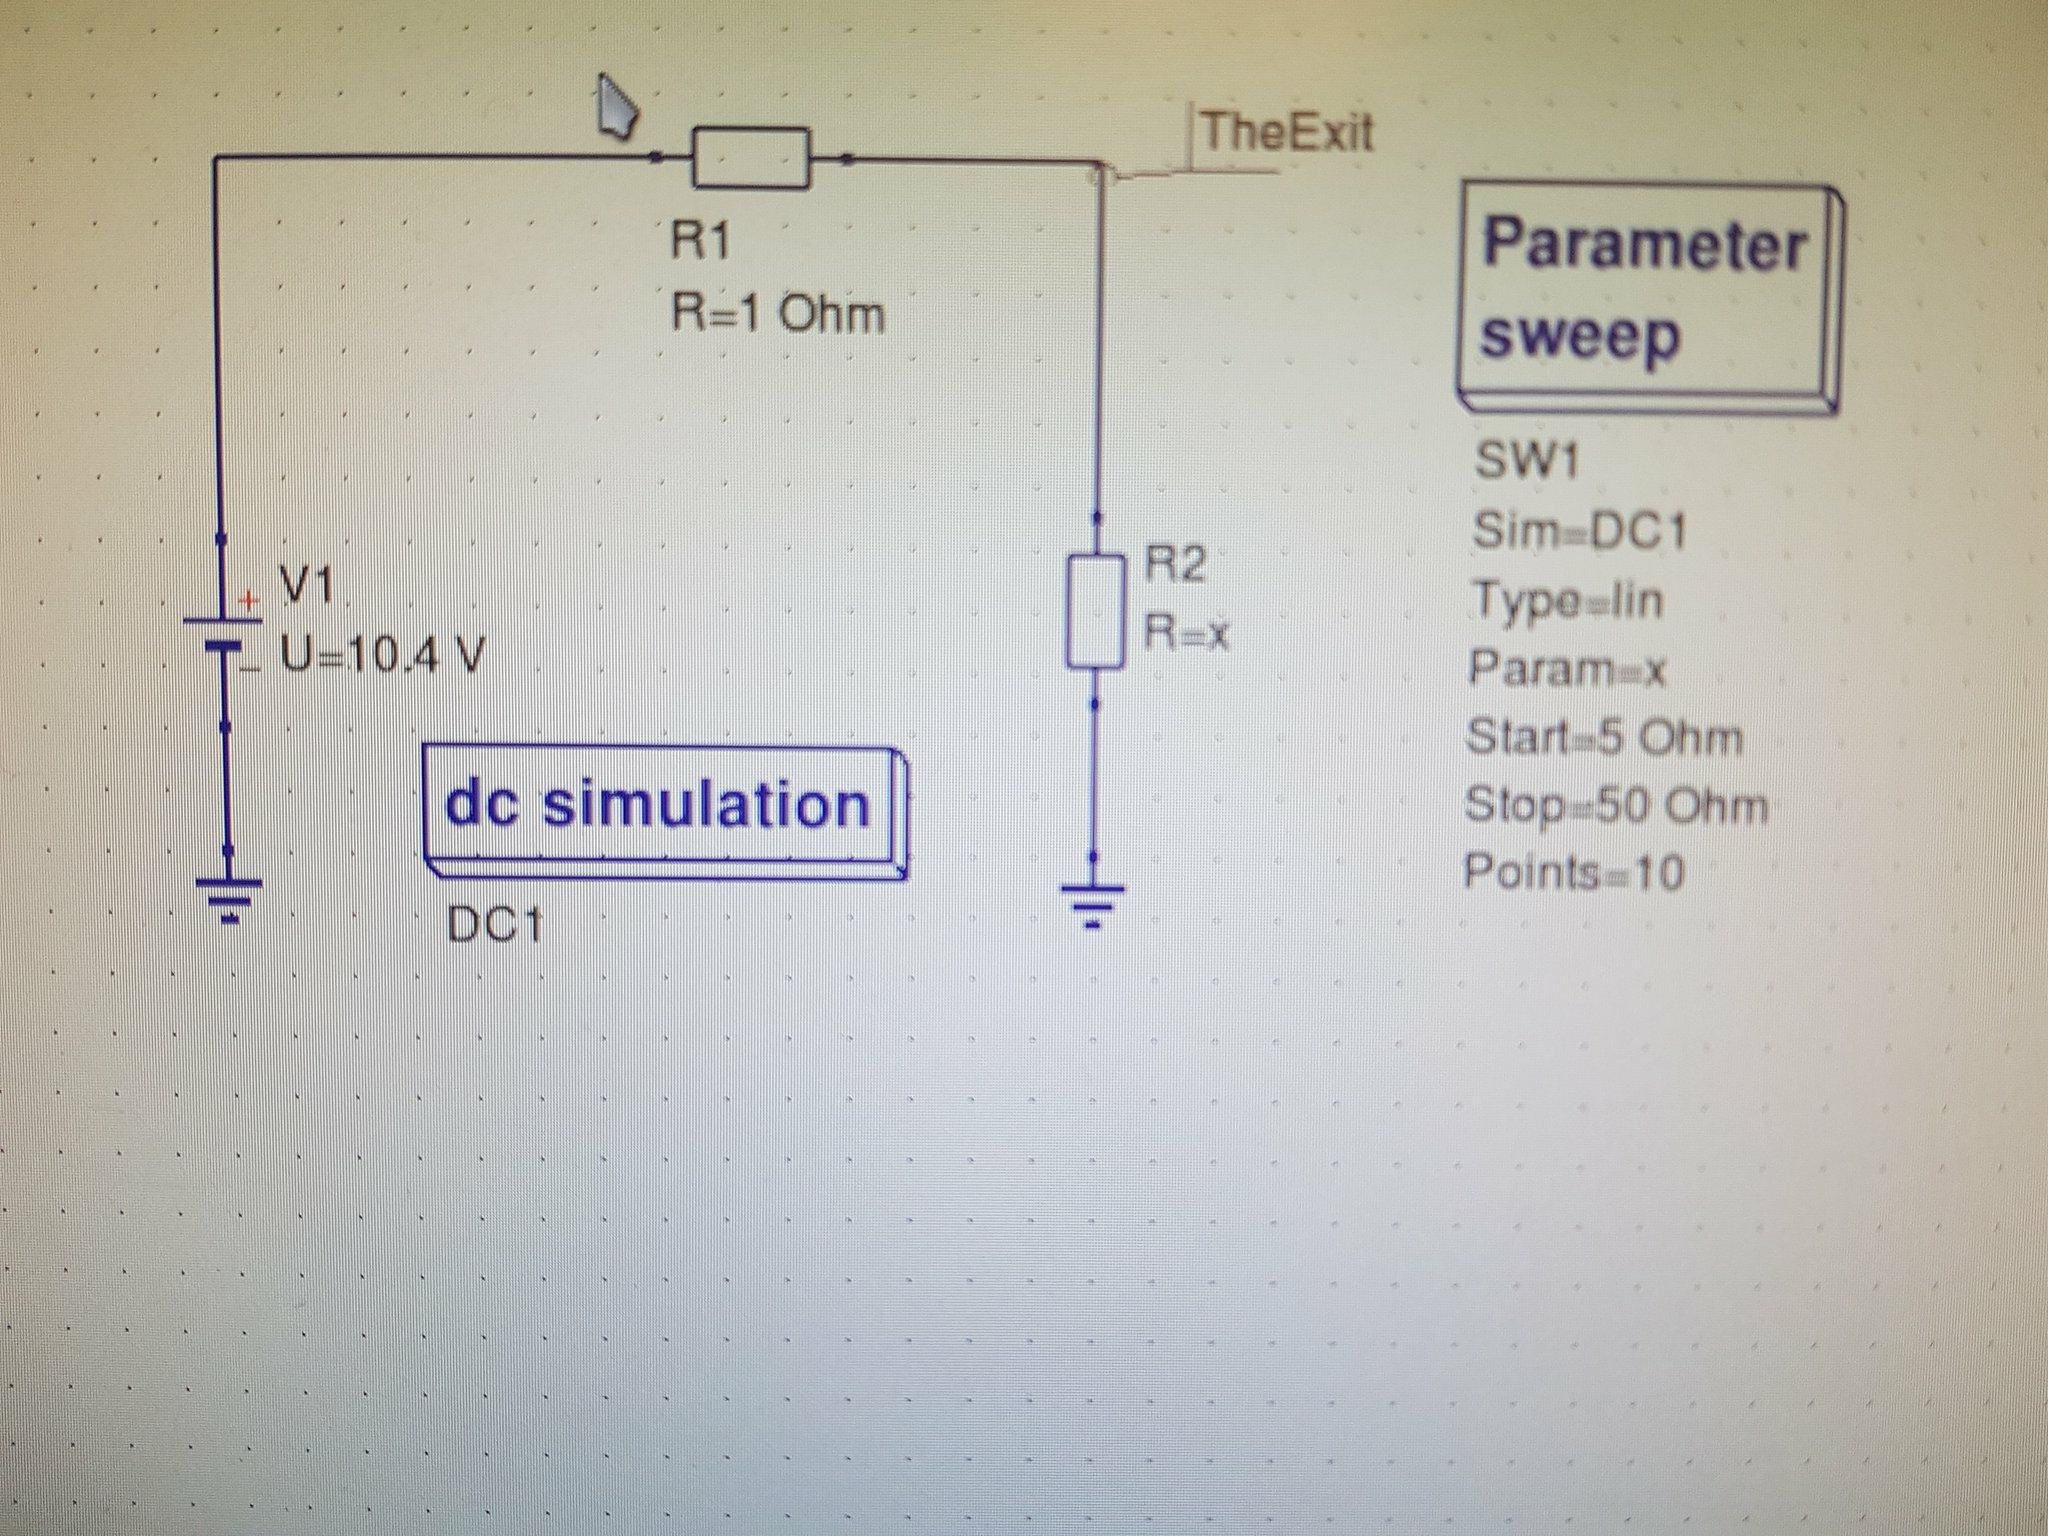 TheExit
R1
R=1 Ohm
V1
U=10.4 V
R2
R=x
dc simulation
DC1
Parameter
sweep
SW1
Sim=DC1
Type=lin
Param=x
Start=5 Ohm
Stop=50 Ohm
Points=10